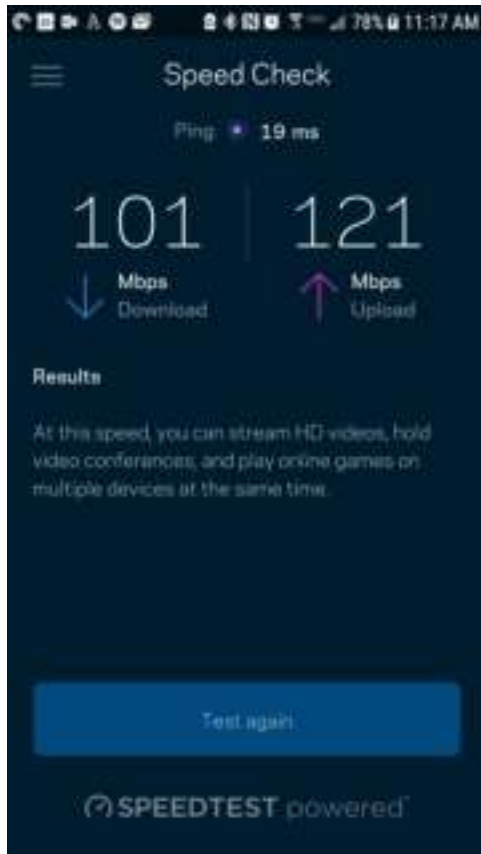 78% 11:17 AM
Speed Check
Ping 19 ms
101 121
Mbps Mbps
Download Upload
Results
At this speed, you can stream HD videos, hold
video conferences, and play online games on
multiple devices at the same time.
Test again
SPEEDTEST powered